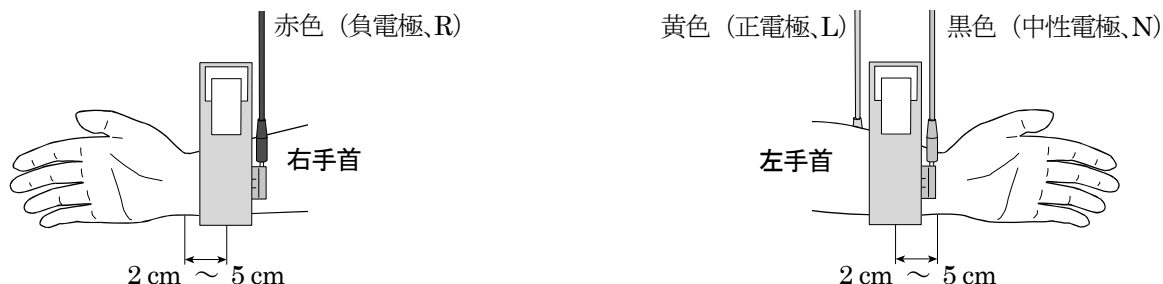 赤色（負電極、R）
黄色（正電極、L）
黒色（中性電極、N）
右手首
左手首
2 cm ～ 5 cm
2 cm ～ 5 cm